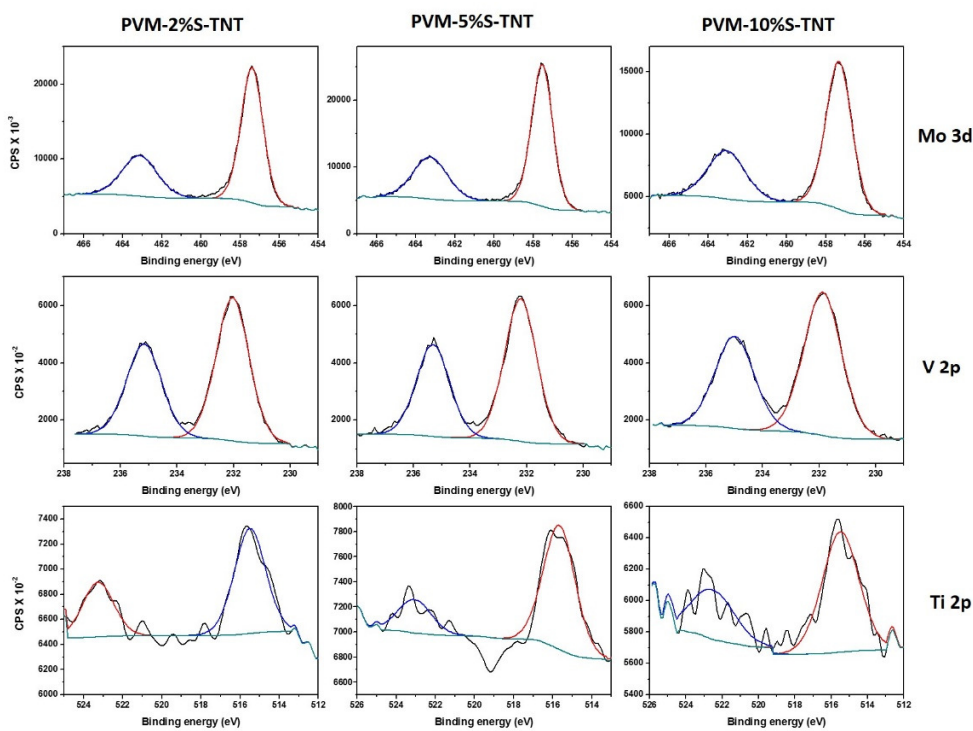 PVM-2%S-TNT PVM-5%S-TNT PVM-10%S-TNT
CPS X 10⁻³
20000
10000
0
466 464 462 460 458 456 454
Binding energy (eV)
20000
10000
0
466 464 462 460 458 456 454
Binding energy (eV)
15000
10000
5000
466 464 462 460 458 456 454
Binding energy (eV)
Mo 3d
CPS X 10⁻²
6000
4000
2000
238 236 234 232 230
Binding energy (eV)
6000
4000
2000
238 236 234 232 230
Binding energy (eV)
6000
4000
2000
238 236 234 232 230
Binding energy (eV)
V 2p
CPS X 10⁻²
7400
7200
7000
6800
6600
6400
6200
6000
524 522 520 518 516 514 512
Binding energy (eV)
8000
7800
7600
7400
7200
7000
6800
6600
526 524 522 520 518 516 514
Binding energy (eV)
6600
6400
6200
6000
5800
5600
5400
526 524 522 520 518 516 514 512
Binding energy (eV)
Ti 2p